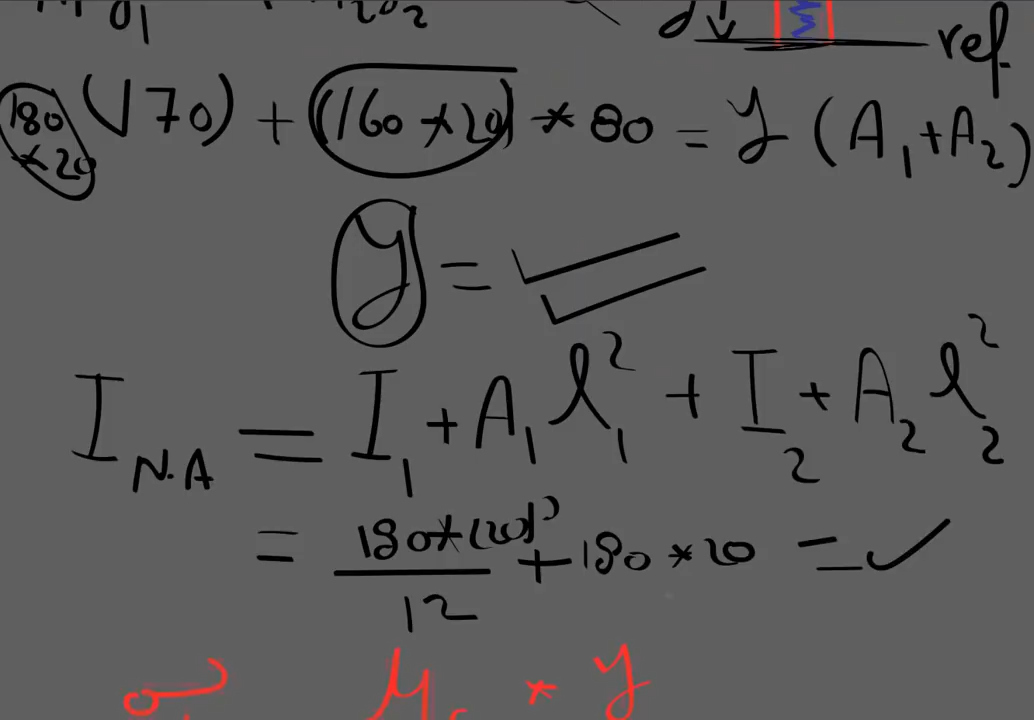 ref.
180 * 20 (170) + (160 * 20) * 80 = y (A1 + A2)
y =
I N.A = I1 + A1 l1² + I2 + A2 l2²
= 180 * (20)³ / 12 + 180 * 20 =
* y